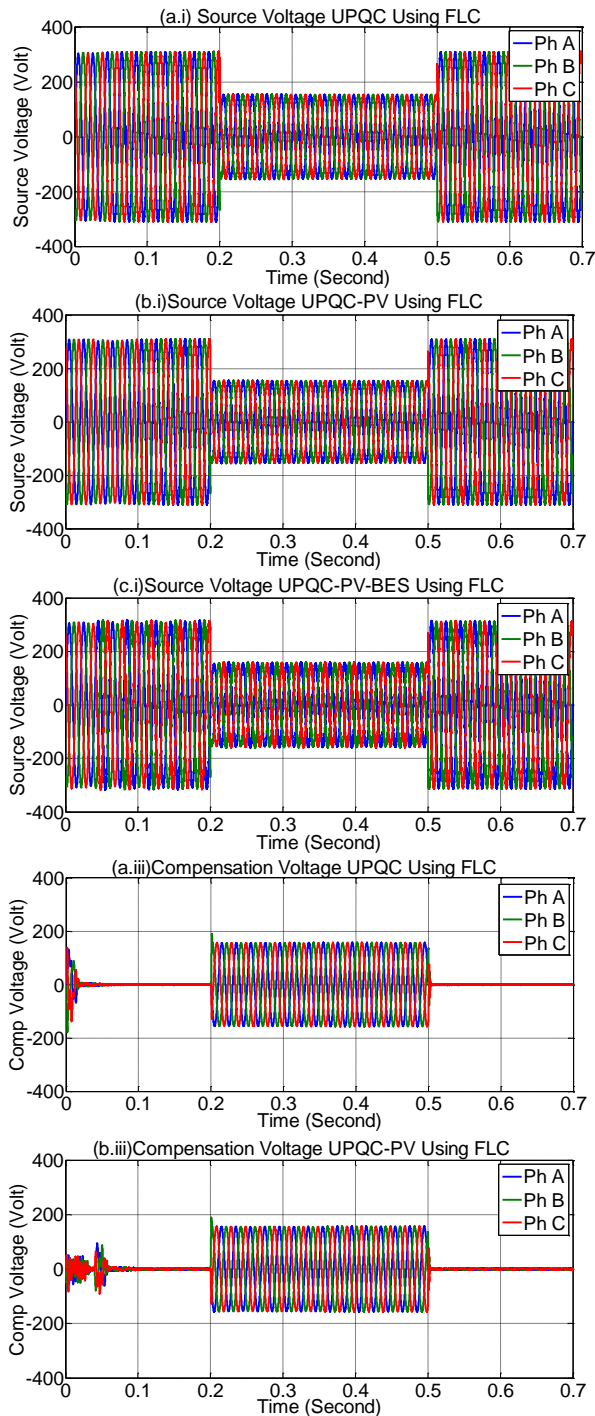 (a.i) Source Voltage UPQC Using FLC
400
200
0
-200
-400
Source Voltage (Volt)
Ph A
Ph B
Ph C
0 0.1 0.2 0.3 0.4 0.5 0.6 0.7
Time (Second)
(b.i)Source Voltage UPQC-PV Using FLC
400
200
0
-200
-400
Source Voltage (Volt)
Ph A
Ph B
Ph C
0 0.1 0.2 0.3 0.4 0.5 0.6 0.7
Time (Second)
(c.i)Source Voltage UPQC-PV-BES Using FLC
400
200
0
-200
-400
Source Voltage (Volt)
Ph A
Ph B
Ph C
0 0.1 0.2 0.3 0.4 0.5 0.6 0.7
Time (Second)
(a.iii)Compensation Voltage UPQC Using FLC
400
200
0
-200
-400
Comp Voltage (Volt)
Ph A
Ph B
Ph C
0 0.1 0.2 0.3 0.4 0.5 0.6 0.7
Time (Second)
(b.iii)Compensation Voltage UPQC-PV Using FLC
400
200
0
-200
-400
Comp Voltage (Volt)
Ph A
Ph B
Ph C
0 0.1 0.2 0.3 0.4 0.5 0.6 0.7
Time (Second)